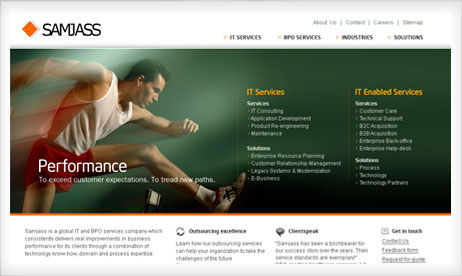 SAMJASS
About Us | Contact | Careers | Sitemap
IT SERVICES BPO SERVICES INDUSTRIES SOLUTIONS
IT Services
Services
IT Consulting
Application Development
Product Re-engineering
Maintenance
Solutions
Enterprise Resource Planning
Customer Relationship Management
Legacy Sistems & Modernization
E-Business
IT Enabled Services
Services
Customer Care
Technical Support
B2C Acquisition
B2B Acquisition
Enterprise Back-office
Enterprise Help-desk
Solutions
Process
Technology
Technology Partners
Performance
To exceed customer expectations. To tread new paths.
Samjass is a global IT and BPO services company which
consistently delivers real improvements in business
performance for its clients through a combination of
technology know-how, domain and process expertise.
Outsourcing excellence
Learn how our outsourcing services
can help your organization to take the
challenges of the future
Clientspeak
"Samjass has been a torchbearer for
our success story over the years. Their
service standards are exemplary!"
Get in touch
Contact Us
Feedback form
Request for quote